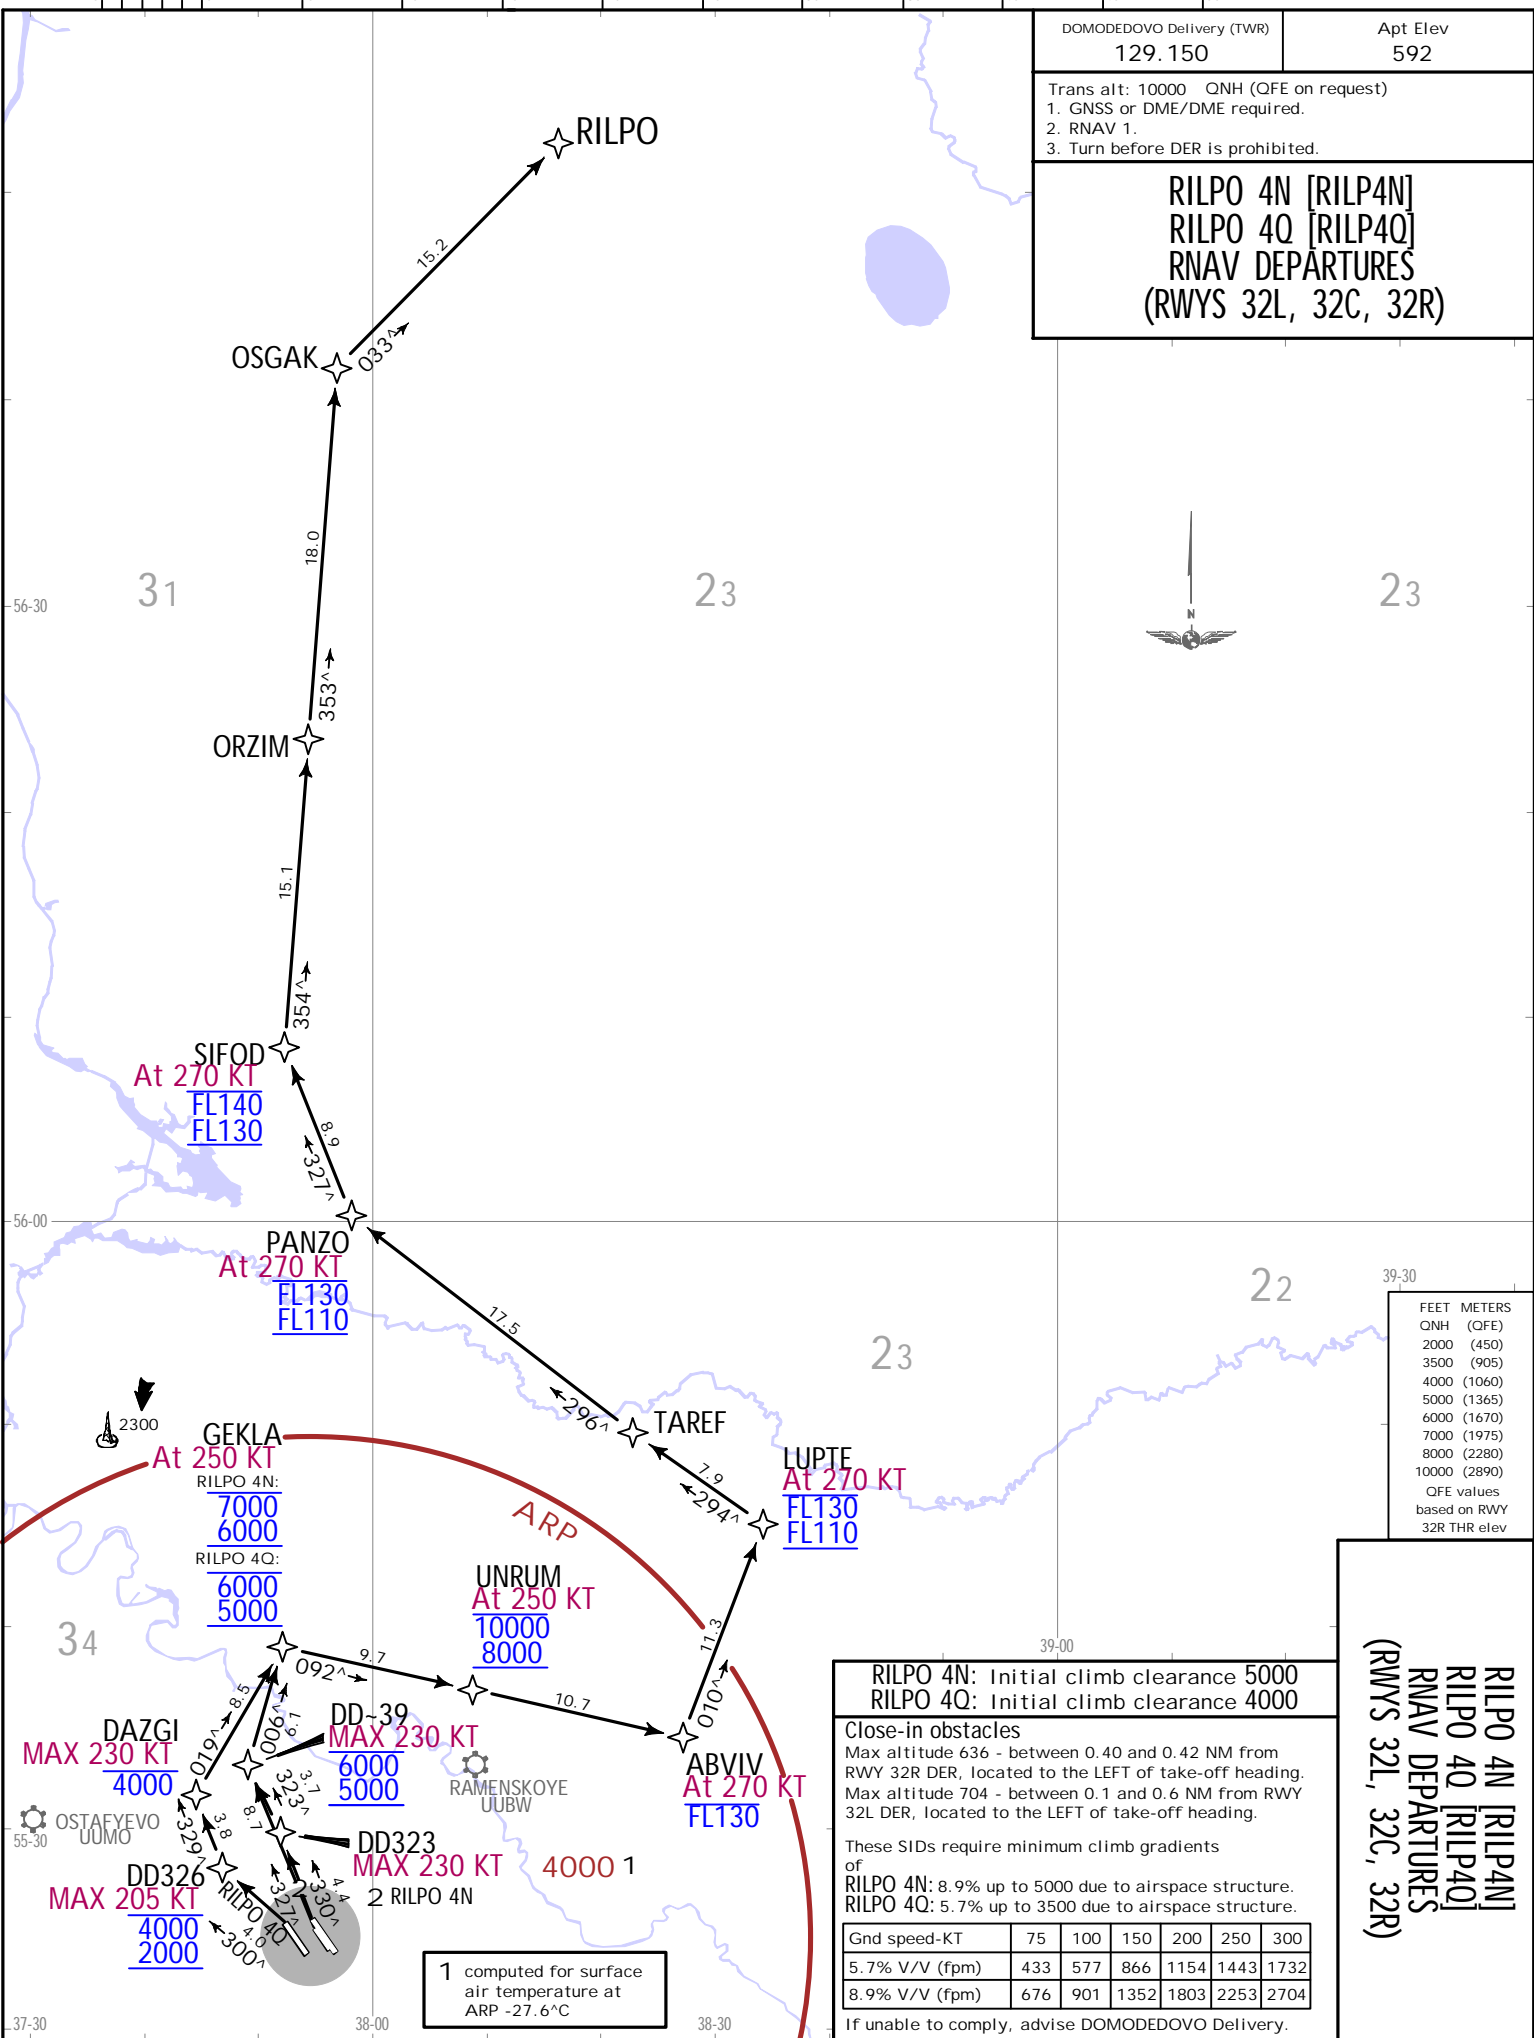 DOMODEDOVO Delivery (TWR)
129.150
Apt Elev
592
Trans alt: 10000 QNH (QFE on request)
1. GNSS or DME/DME required.
2. RNAV 1.
3. Turn before DER is prohibited.
RILPO 4N [RILP4N]
RILPO 4Q [RILP4Q]
RNAV DEPARTURES
(RWYS 32L, 32C, 32R)
RILPO
15.2
033^
OSGAK
18.0
31
23
23
56-30
N
353^
ORZIM
15.1
354^
SIFOD
At 270 KT
FL140
FL130
8.9
327^
56-00
PANZO
At 270 KT
FL130
FL110
17.5
296^
22
39-30
23
FEET METERS
QNH (QFE)
2000 (450)
3500 (905)
4000 (1060)
5000 (1365)
6000 (1670)
7000 (1975)
8000 (2280)
10000 (2890)
QFE values
based on RWY
32R THR elev
2300
TAREF
7.9
294^
LUPTE
At 270 KT
FL130
FL110
GEKLA
At 250 KT
RILPO 4N:
7000
6000
RILPO 4Q:
6000
5000
ARP
UNRUM
At 250 KT
10000
8000
34
11.3
010^
39-00
9.7
092^
10.7
8.5
019^
6.1
006^
DAZGI
MAX 230 KT
4000
DD~39
MAX 230 KT
6000
5000
ABVIV
At 270 KT
FL130
RAMENSKOYE
UUBW
OSTAFYEVO
UUMO
55-30
3.7
323^
8.7
3.8
329^
DD323
MAX 230 KT
4000 1
2 RILPO 4N
DD326
MAX 205 KT
4000
2000
RILPO 4Q
4.0
300^
2
327^
4.4
330^
1 computed for surface
air temperature at
ARP -27.6^C
37-30
38-00
38-30
RILPO 4N: Initial climb clearance 5000
RILPO 4Q: Initial climb clearance 4000
Close-in obstacles
Max altitude 636 - between 0.40 and 0.42 NM from
RWY 32R DER, located to the LEFT of take-off heading.
Max altitude 704 - between 0.1 and 0.6 NM from RWY
32L DER, located to the LEFT of take-off heading.
These SIDs require minimum climb gradients
of
RILPO 4N: 8.9% up to 5000 due to airspace structure.
RILPO 4Q: 5.7% up to 3500 due to airspace structure.
Gnd speed-KT 75 100 150 200 250 300
5.7% V/V (fpm) 433 577 866 1154 1443 1732
8.9% V/V (fpm) 676 901 1352 1803 2253 2704
If unable to comply, advise DOMODEDOVO Delivery.
RILPO 4N [RILP4N]
RILPO 4Q [RILP4Q]
RNAV DEPARTURES
(RWYS 32L, 32C, 32R)